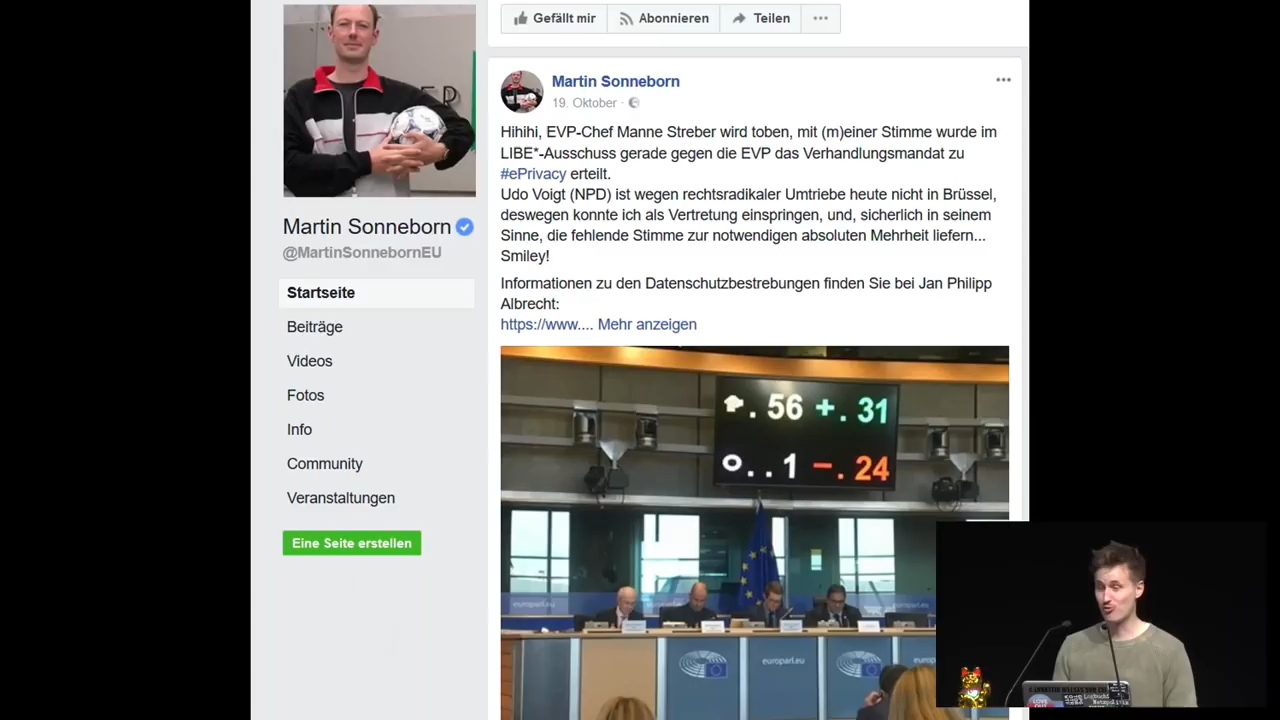 Gefällt mir
Abonnieren
Teilen
Martin Sonneborn
19. Oktober
Hihihi, EVP-Chef Manne Streber wird toben, mit (m)einer Stimme wurde im
LIBE*-Ausschuss gerade gegen die EVP das Verhandlungsmandat zu
#ePrivacy erteilt.
Udo Voigt (NPD) ist wegen rechtsradikaler Umtriebe heute nicht in Brüssel,
deswegen konnte ich als Vertretung einspringen, und, sicherlich in seinem
Sinne, die fehlende Stimme zur notwendigen absoluten Mehrheit liefern...
Smiley!
Informationen zu den Datenschutzbestrebungen finden Sie bei Jan Philipp
Albrecht:
https://www.... Mehr anzeigen
Martin Sonneborn
@MartinSonnebornEU
Startseite
Beiträge
Videos
Fotos
Info
Community
Veranstaltungen
Eine Seite erstellen
. 56 +. 31
0 . . 1 −. 24
europarl.eu
europarl.eu
europarl.eu
europarl.eu